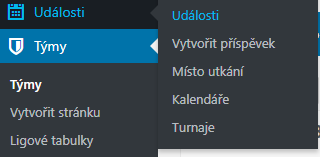 Události
Týmy
Týmy
Vytvořit stránku
Ligové tabulky
Události
Vytvořit příspěvek
Místo utkání
Kalendáře
Turnaje